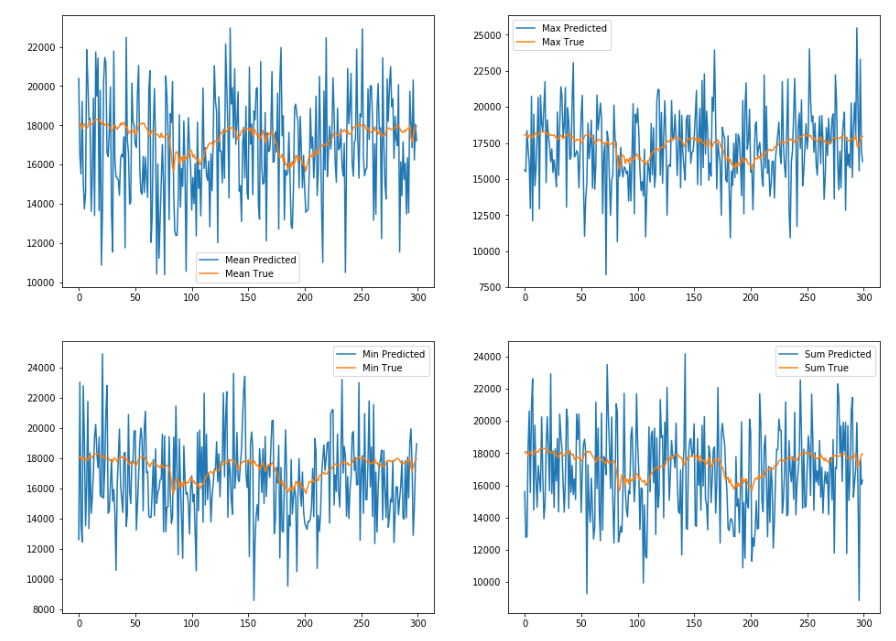 22000
20000
18000
16000
14000
12000
10000
0 50 100 150 200 250 300
Mean Predicted
Mean True
25000
22500
20000
17500
15000
12500
10000
7500
0 50 100 150 200 250 300
Max Predicted
Max True
24000
22000
20000
18000
16000
14000
12000
10000
8000
0 50 100 150 200 250 300
Min Predicted
Min True
24000
22000
20000
18000
16000
14000
12000
10000
0 50 100 150 200 250 300
Sum Predicted
Sum True